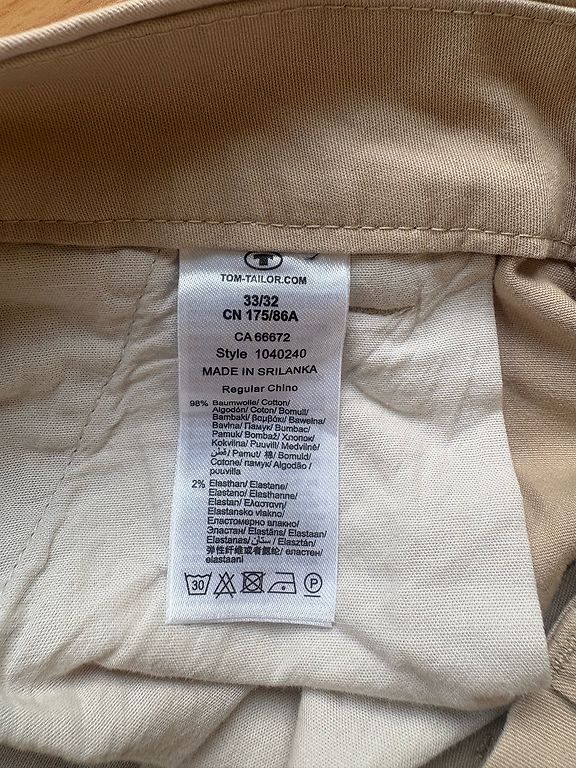 TOM-TAILOR.COM
33/32
CN 175/86A
CA 66672
Style 1040240
MADE IN SRILANKA
Regular Chino
98% Baumwolle/ Cotton/
Algodón/ Coton/ Bomull/
Bambaki/ βαμβάκι/ Bawełna/
Bavlna/ Памук/ Bumbac/
Pamuk/ Bombaž/ Хлопок/
Kokvilna/ Puuvill/ Medvilnė/
قطن/ Pamut/ 棉/ Bomuld/
Cotone/ памук/ Algodão /
puuvilla
2% Elasthan/ Elastane/
Elastano/ Elasthanne/
Elastan/ Ελαστανη/
Elastansko vlakno/
Еластомерно влакно/
Эластан/ Elastāns/ Elastaan/
Elastanas/ Elasztán/
弹性纤维或者氨纶/ еластен/
elastaani
30 P